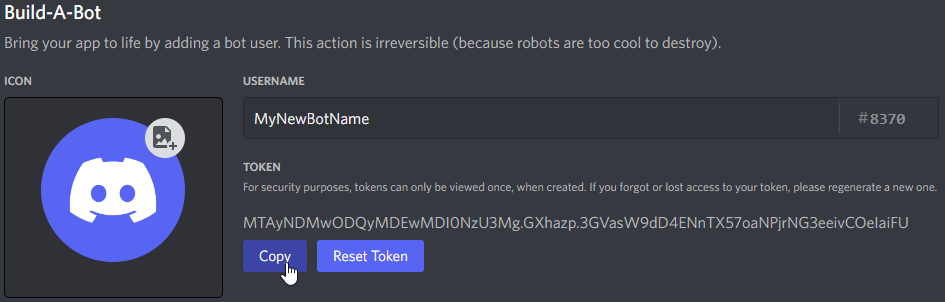 Build-A-Bot
Bring your app to life by adding a bot user. This action is irreversible (because robots are too cool to destroy).
ICON
USERNAME
MyNewBotName
#8370
TOKEN
For security purposes, tokens can only be viewed once, when created. If you forgot or lost access to your token, please regenerate a new one.
MTAyNDMwODQyMDEwMDI0NzU3Mg.GXhazp.3GVasW9dD4ENnTX57oaNPjrNG3eeivCOeIaiFU
Copy
Reset Token